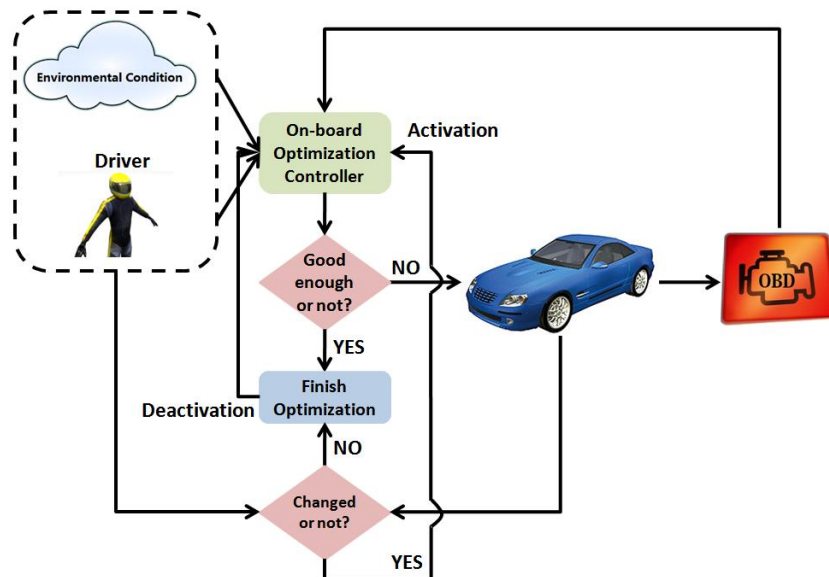 Environmental Condition
Driver
On-board
Optimization
Controller
Activation
Good
enough
or not?
NO
OBD
YES
Deactivation
Finish
Optimization
NO
Changed
or not?
YES